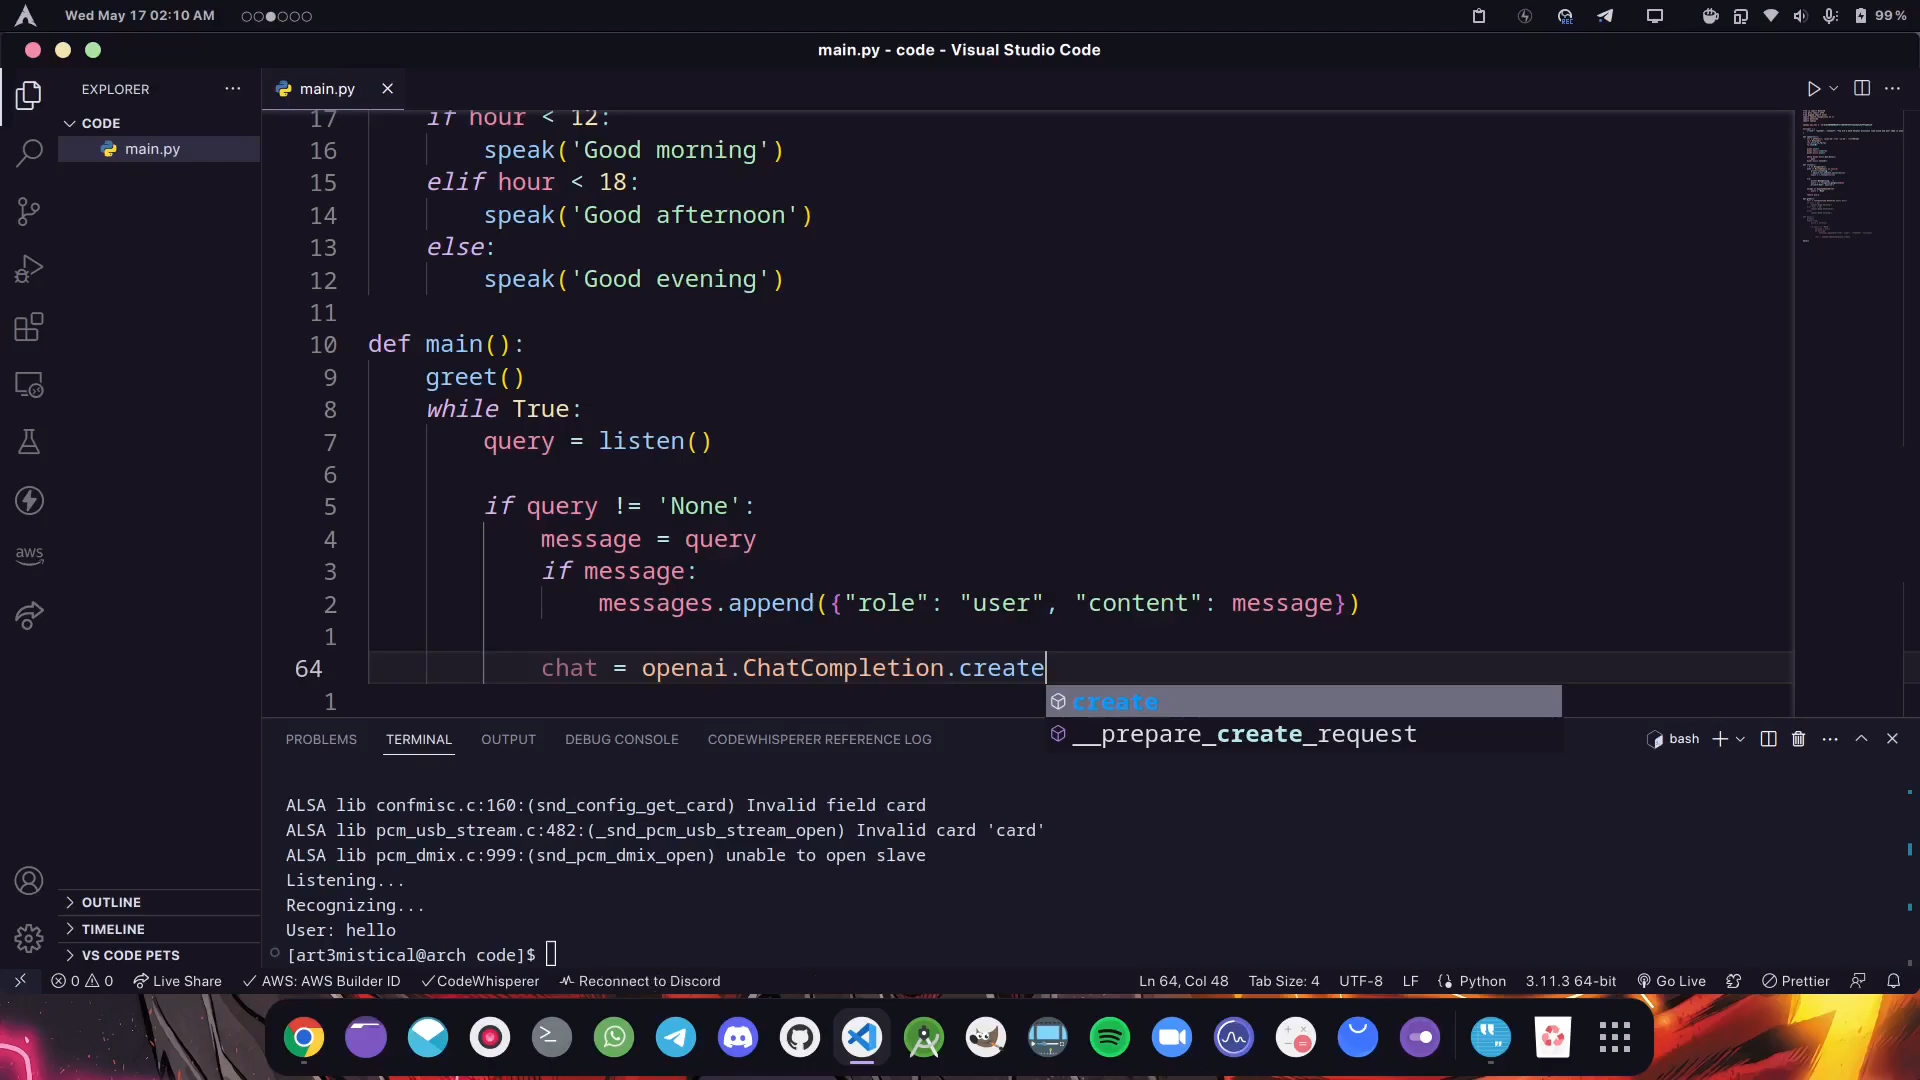 Wed May 17 02:10 AM
REC
99%
main.py - code - Visual Studio Code
EXPLORER
main.py
CODE
main.py
17 if hour < 12:
16 speak('Good morning')
15 elif hour < 18:
14 speak('Good afternoon')
13 else:
12 speak('Good evening')
11
10 def main():
9 greet()
8 while True:
7 query = listen()
6
5 if query != 'None':
4 message = query
3 if message:
2 messages.append({"role": "user", "content": message})
1
64 chat = openai.ChatCompletion.create
1
create
__prepare_create_request
aws
PROBLEMS TERMINAL OUTPUT DEBUG CONSOLE CODEWHISPERER REFERENCE LOG
bash
ALSA lib confmisc.c:160:(snd_config_get_card) Invalid field card
ALSA lib pcm_usb_stream.c:482:(_snd_pcm_usb_stream_open) Invalid card 'card'
ALSA lib pcm_dmix.c:999:(snd_pcm_dmix_open) unable to open slave
Listening...
Recognizing...
User: hello
[art3mistical@arch code]$
OUTLINE
TIMELINE
VS CODE PETS
0 0 Live Share AWS: AWS Builder ID CodeWhisperer Reconnect to Discord Ln 64, Col 48 Tab Size: 4 UTF-8 LF Python 3.11.3 64-bit Go Live Prettier